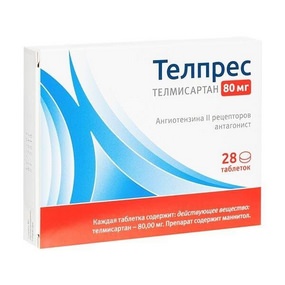 Телпрес
ТЕЛМИСАРТАН 80 мг
Ангиотензина II рецепторов
антагонист
28
таблеток
Каждая таблетка содержит: действующее вещество:
телмисартан – 80,00 мг. Препарат содержит маннитол.